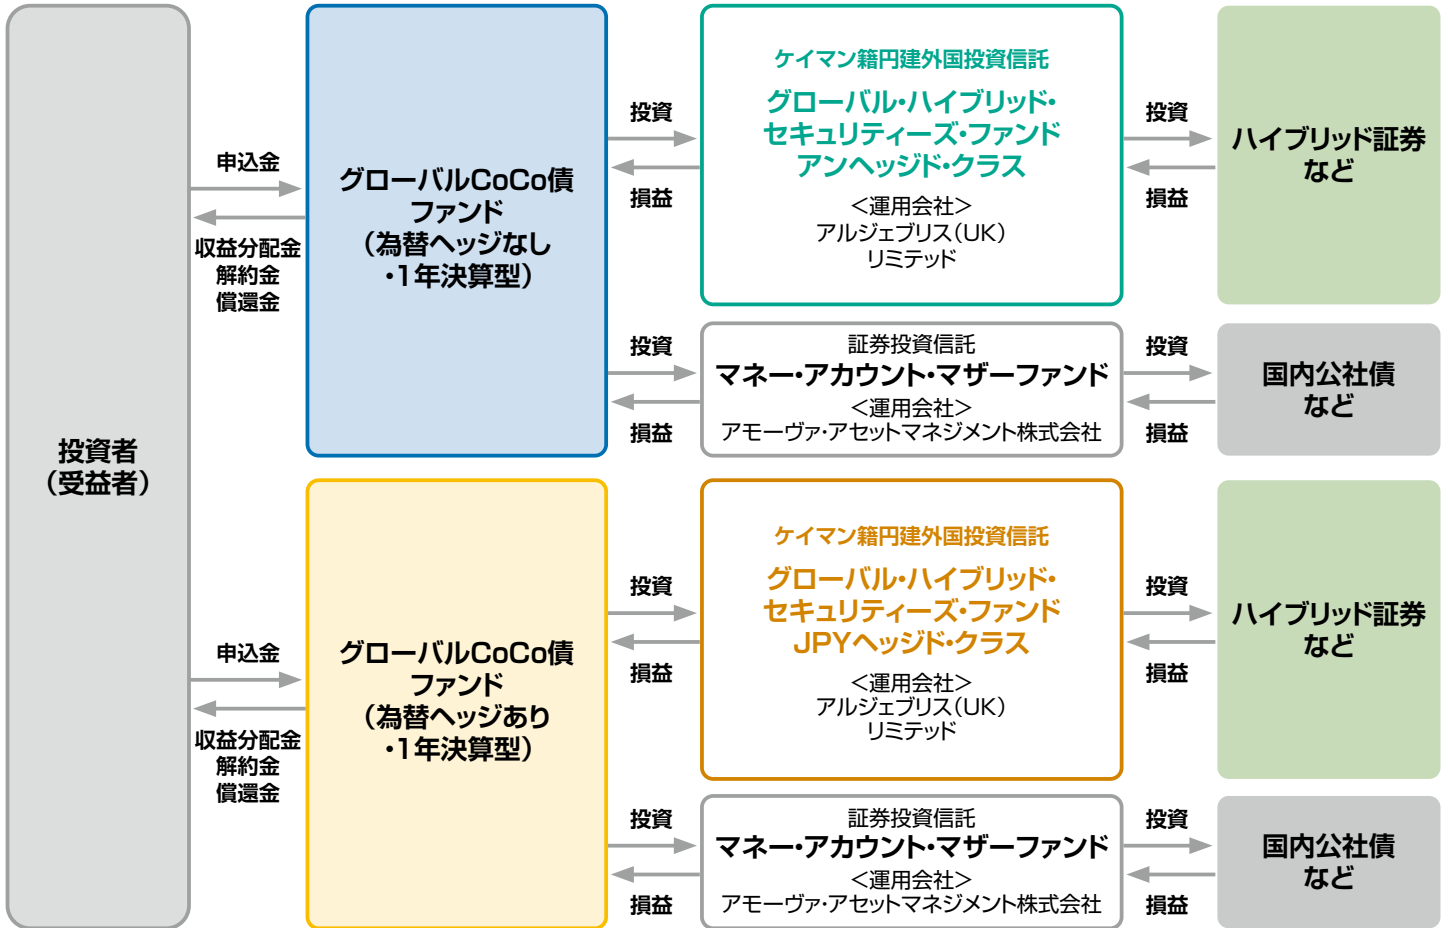 投資者
（受益者）
申込金
収益分配金
解約金
償還金
グローバルCoCo債
ファンド
（為替ヘッジなし
・1年決算型）
投資
損益
ケイマン籍円建外国投資信託
グローバル・ハイブリッド・
セキュリティーズ・ファンド
アンヘッジド・クラス
＜運用会社＞
アルジェブリス（UK）
リミテッド
投資
損益
ハイブリッド証券
など
投資
損益
証券投資信託
マネー・アカウント・マザーファンド
＜運用会社＞
アモーヴァ・アセットマネジメント株式会社
投資
損益
国内公社債
など
申込金
収益分配金
解約金
償還金
グローバルCoCo債
ファンド
（為替ヘッジあり
・1年決算型）
投資
損益
ケイマン籍円建外国投資信託
グローバル・ハイブリッド・
セキュリティーズ・ファンド
JPYヘッジド・クラス
＜運用会社＞
アルジェブリス（UK）
リミテッド
投資
損益
ハイブリッド証券
など
投資
損益
証券投資信託
マネー・アカウント・マザーファンド
＜運用会社＞
アモーヴァ・アセットマネジメント株式会社
投資
損益
国内公社債
など